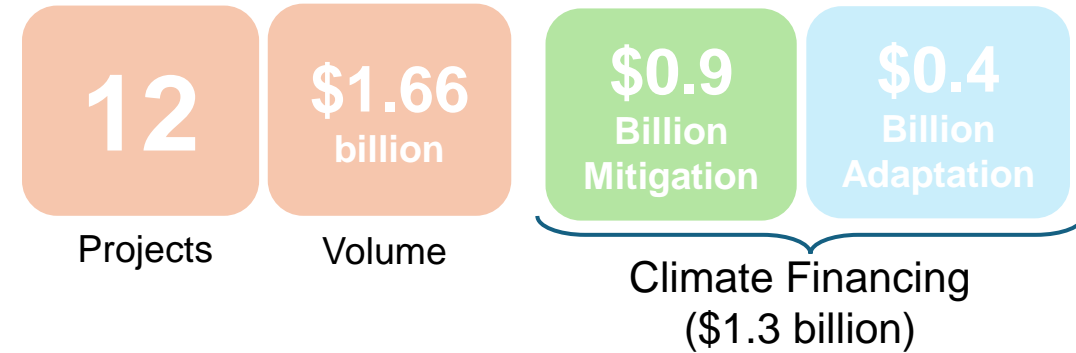 12
Projects
$1.66
billion
Volume
$0.9
Billion
Mitigation
$0.4
Billion
Adaptation
Climate Financing
($1.3 billion)